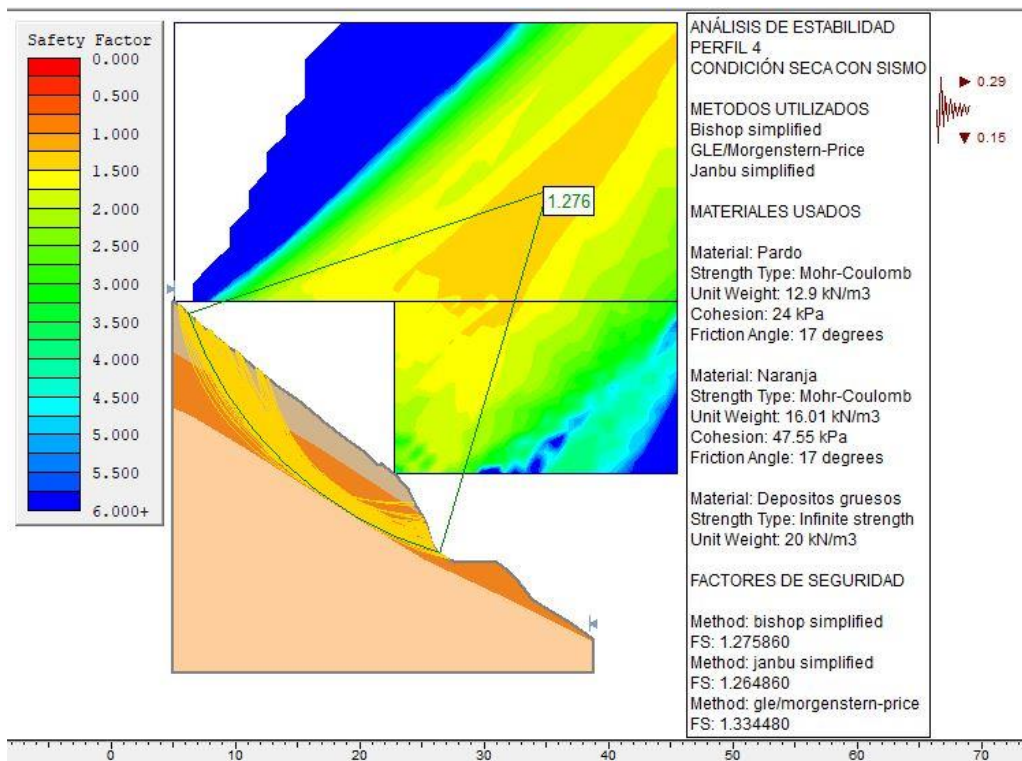 Safety Factor
0.000
0.500
1.000
1.500
2.000
2.500
3.000
3.500
4.000
4.500
5.000
5.500
6.000+
1.276
ANÁLISIS DE ESTABILIDAD
PERFIL 4
CONDICIÓN SECA CON SISMO
METODOS UTILIZADOS
Bishop simplified
GLE/Morgenstern-Price
Janbu simplified
MATERIALES USADOS
Material: Pardo
Strength Type: Mohr-Coulomb
Unit Weight: 12.9 kN/m3
Cohesion: 24 kPa
Friction Angle: 17 degrees
Material: Naranja
Strength Type: Mohr-Coulomb
Unit Weight: 16.01 kN/m3
Cohesion: 47.55 kPa
Friction Angle: 17 degrees
Material: Depositos gruesos
Strength Type: Infinite strength
Unit Weight: 20 kN/m3
FACTORES DE SEGURIDAD
Method: bishop simplified
FS: 1.275860
Method: janbu simplified
FS: 1.264860
Method: gle/morgenstern-price
FS: 1.334480
0.29
0.15
0 10 20 30 40 50 60 70